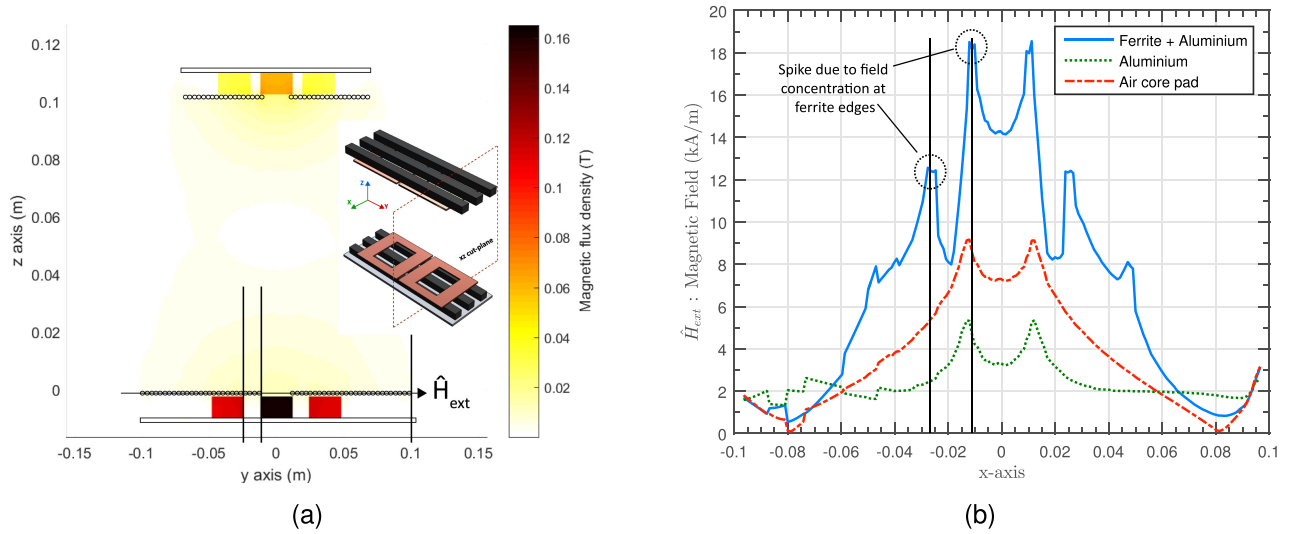 0.12
0.1
0.08
0.06
0.04
0.02
0
z axis (m)
-0.15
-0.1
-0.05
0
0.05
0.1
0.15
y axis (m)
Ĥext
z
x
Y
xz cut-plane
0.16
0.14
0.12
0.1
0.08
0.06
0.04
0.02
Magnetic flux density (T)
(a)
20
18
16
14
12
10
8
6
4
2
0
Ĥext : Magnetic Field (kA/m)
Spike due to field
concentration at
ferrite edges
Ferrite + Aluminium
Aluminium
Air core pad
-0.1
-0.08
-0.06
-0.04
-0.02
0
0.02
0.04
0.06
0.08
0.1
x-axis
(b)